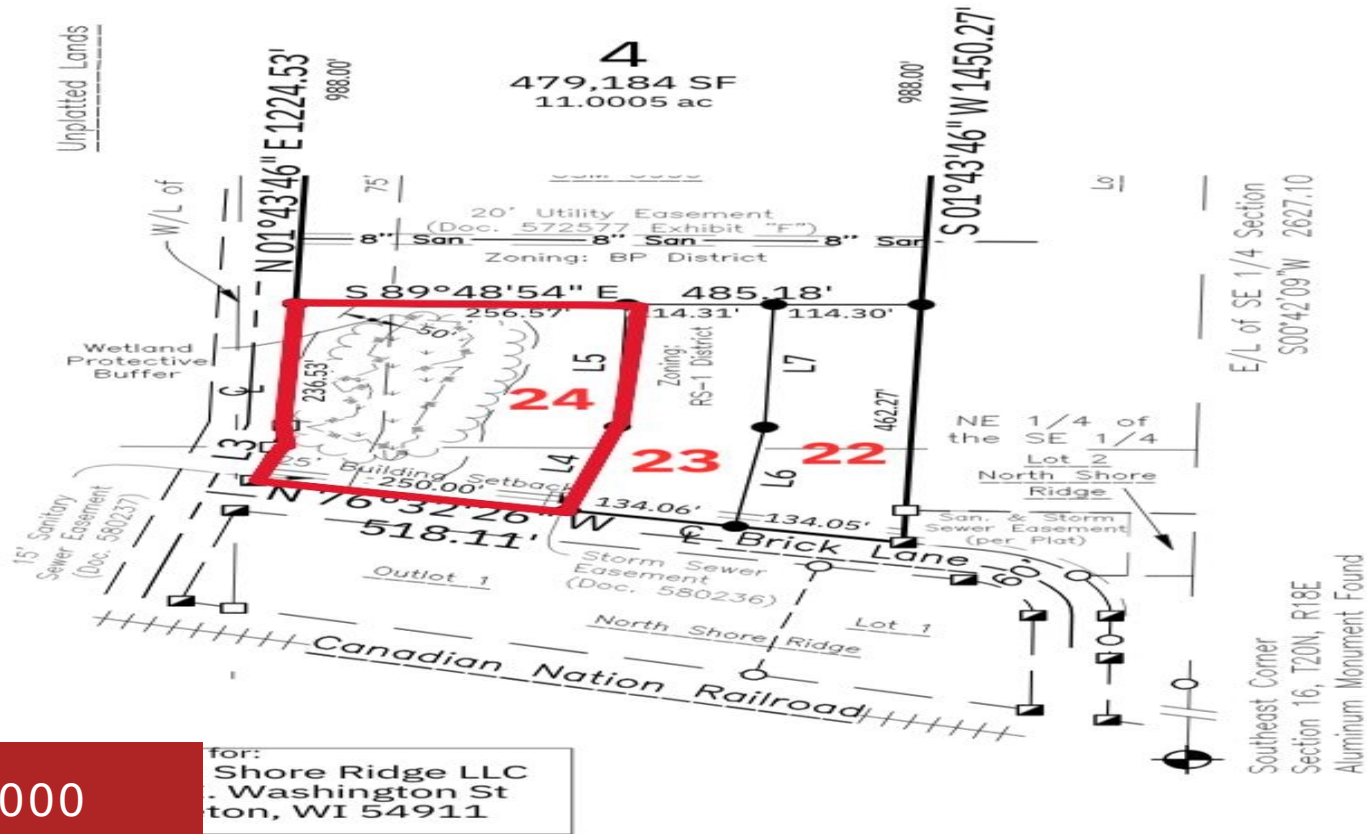 Unplatted Lands
N 01°43'46" E 1224.53'
988.00'
4
479,184 SF
11.0005 ac
988.00'
S 01°43'46" W 1450.27'
W/L of
75'
20' Utility Easement
(Doc. 572577 Exhibit "F")
8" San 8" San 8" San
Zoning: BP District
E/L of SE 1/4 Section
S00°42'09"W 2627.10
S 89°48'54" E 485.18'
256.57' 114.31' 114.30'
50'
Wetland
Protective
Buffer
236.53'
L5
Zoning:
RS-1 District
L7
462.27'
24
23
22
NE 1/4 of
the SE 1/4
Lot 2
North Shore
Ridge
L3
L4
L6
25' Building Setback
250.00'
N 76°32'26" W
518.11'
134.06'
134.05'
15' Sanitary
Sewer Easement
(Doc. 580237)
San. & Storm
Sewer Easement
(per Plat)
Brick Lane
60'
Storm Sewer
Easement
(Doc. 580236)
Outlot 1
North Shore Ridge
Lot 1
Canadian Nation Railroad
Southeast Corner
Section 16, T20N, R18E
Aluminum Monument Found
for:
Shore Ridge LLC
. Washington St
ton, WI 54911
000